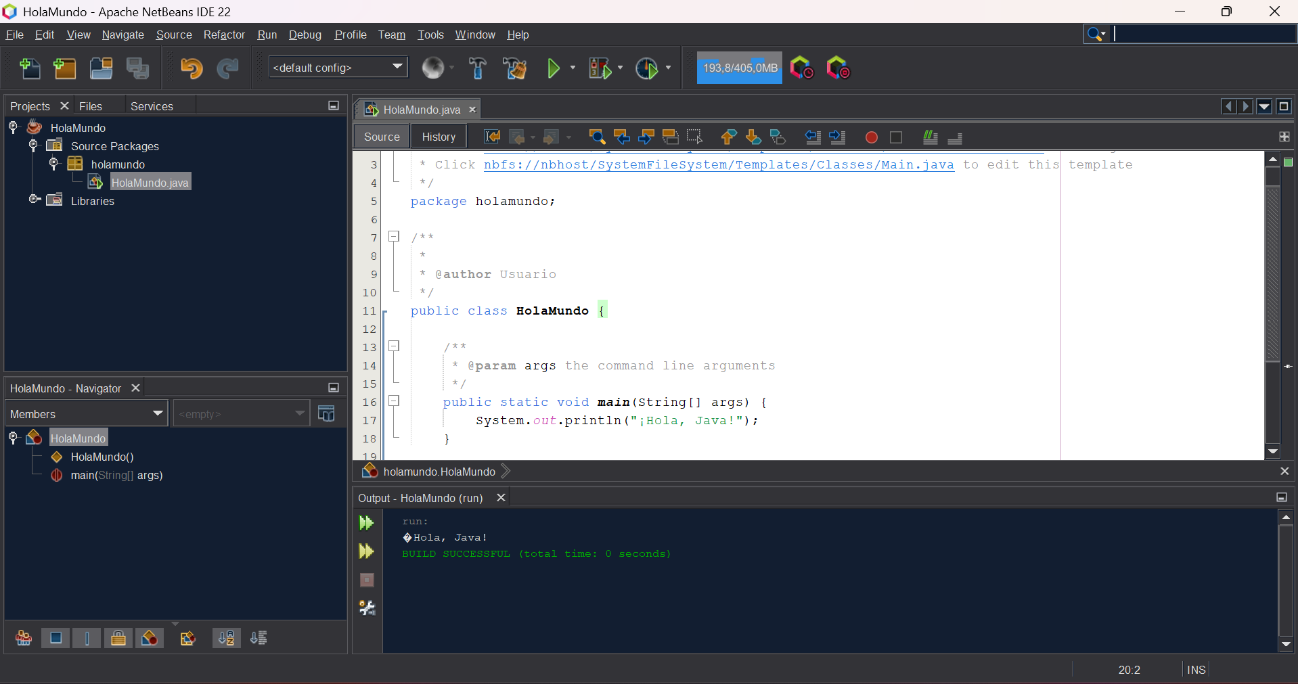 HolaMundo - Apache NetBeans IDE 22
File Edit View Navigate Source Refactor Run Debug Profile Team Tools Window Help
<default config>
193,8/405,0MB
Projects Files Services
HolaMundo
Source Packages
holamundo
HolaMundo.java
Libraries
HolaMundo - Navigator
Members <empty>
HolaMundo
HolaMundo()
main(String[] args)
HolaMundo.java
Source History
3 * Click nbfs://nbhost/SystemFileSystem/Templates/Classes/Main.java to edit this template
4 */
5 package holamundo;
6
7 /**
8 *
9 * @author Usuario
10 */
11 public class HolaMundo {
12
13 /**
14 * @param args the command line arguments
15 */
16 public static void main(String[] args) {
17 System.out.println("¡Hola, Java!");
18 }
19
holamundo.HolaMundo
Output - HolaMundo (run)
run:
�Hola, Java!
BUILD SUCCESSFUL (total time: 0 seconds)
20:2 INS